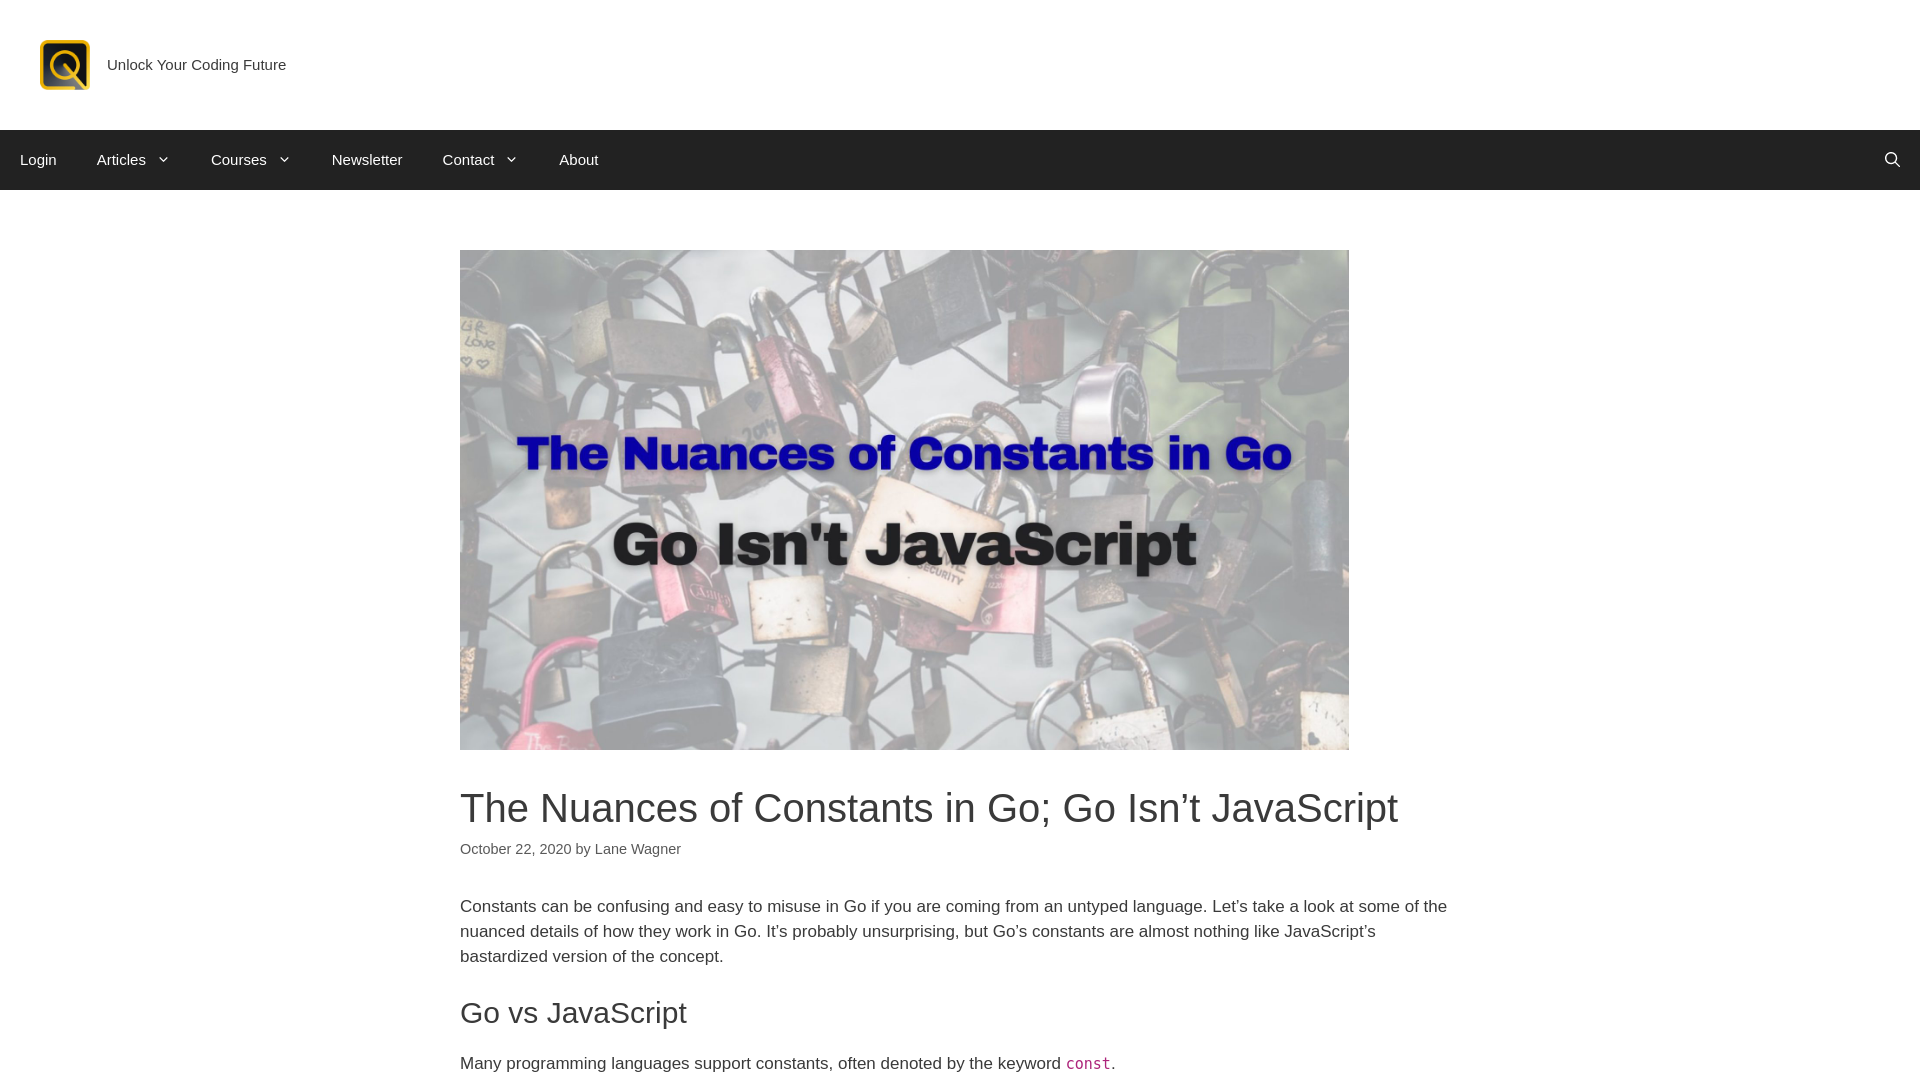 Unlock Your Coding Future
Login
Articles
Courses
Newsletter
Contact
About
LIFE
LOVE
2014
The Nuances of Constants in Go
Go Isn't JavaScript
SECURITY
The Nuances of Constants in Go; Go Isn’t JavaScript
October 22, 2020 by Lane Wagner
Constants can be confusing and easy to misuse in Go if you are coming from an untyped language. Let’s take a look at some of the
nuanced details of how they work in Go. It’s probably unsurprising, but Go’s constants are almost nothing like JavaScript’s
bastardized version of the concept.
Go vs JavaScript
Many programming languages support constants, often denoted by the keyword const.